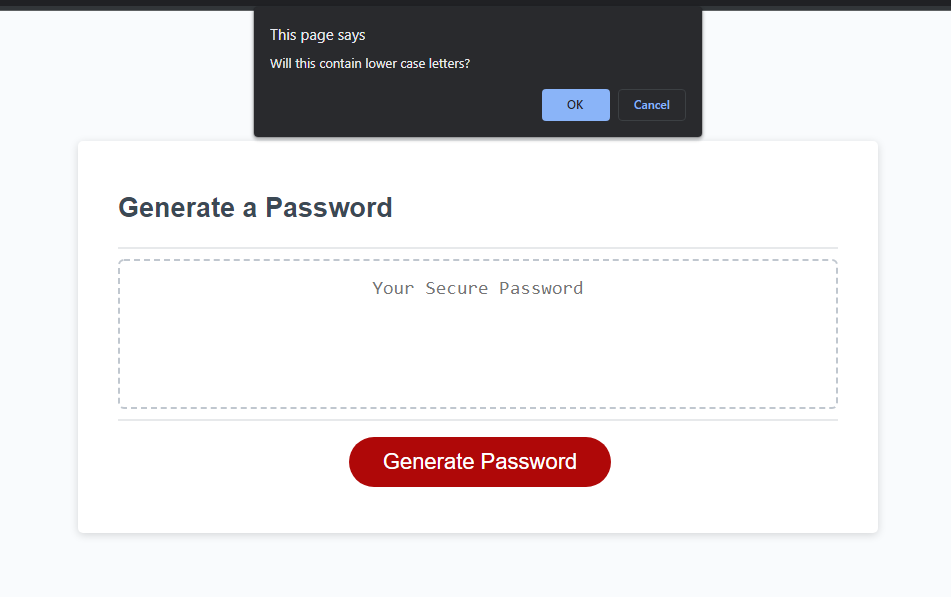 This page says
Will this contain lower case letters?
OK
Cancel
Generate a Password
Your Secure Password
Generate Password